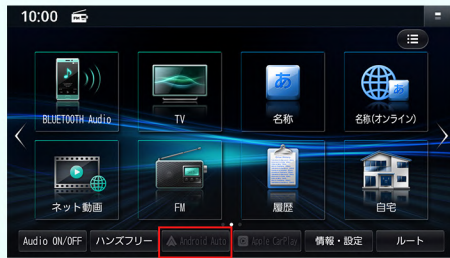 10:00
BLUETOOTH Audio
TV
あ
名称
あ
名称(オンライン)
ネット動画
FM
履歴
自宅
Audio ON/OFF
ハンズフリー
Android Auto
Apple CarPlay
情報・設定
ルート